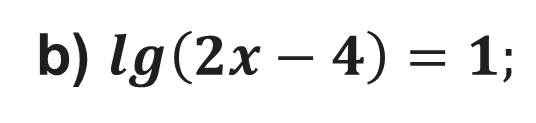 b) lg(2x − 4) = 1;